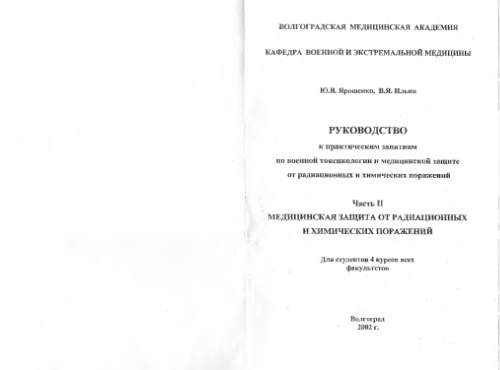 ВОЛГОГРАДСКАЯ МЕДИЦИНСКАЯ АКАДЕМИЯ
КАФЕДРА ВОЕННОЙ И ЭКСТРЕМАЛЬНОЙ МЕДИЦИНЫ
Ю.В. Ярошенко, В.Я. Ильин
РУКОВОДСТВО
к практическим занятиям
по военной токсикологии и медицинской защите
от радиационных и химических поражений
Часть II
МЕДИЦИНСКАЯ ЗАЩИТА ОТ РАДИАЦИОННЫХ
И ХИМИЧЕСКИХ ПОРАЖЕНИЙ
Для студентов 4 курсов всех
факультетов
Волгоград
2002 г.